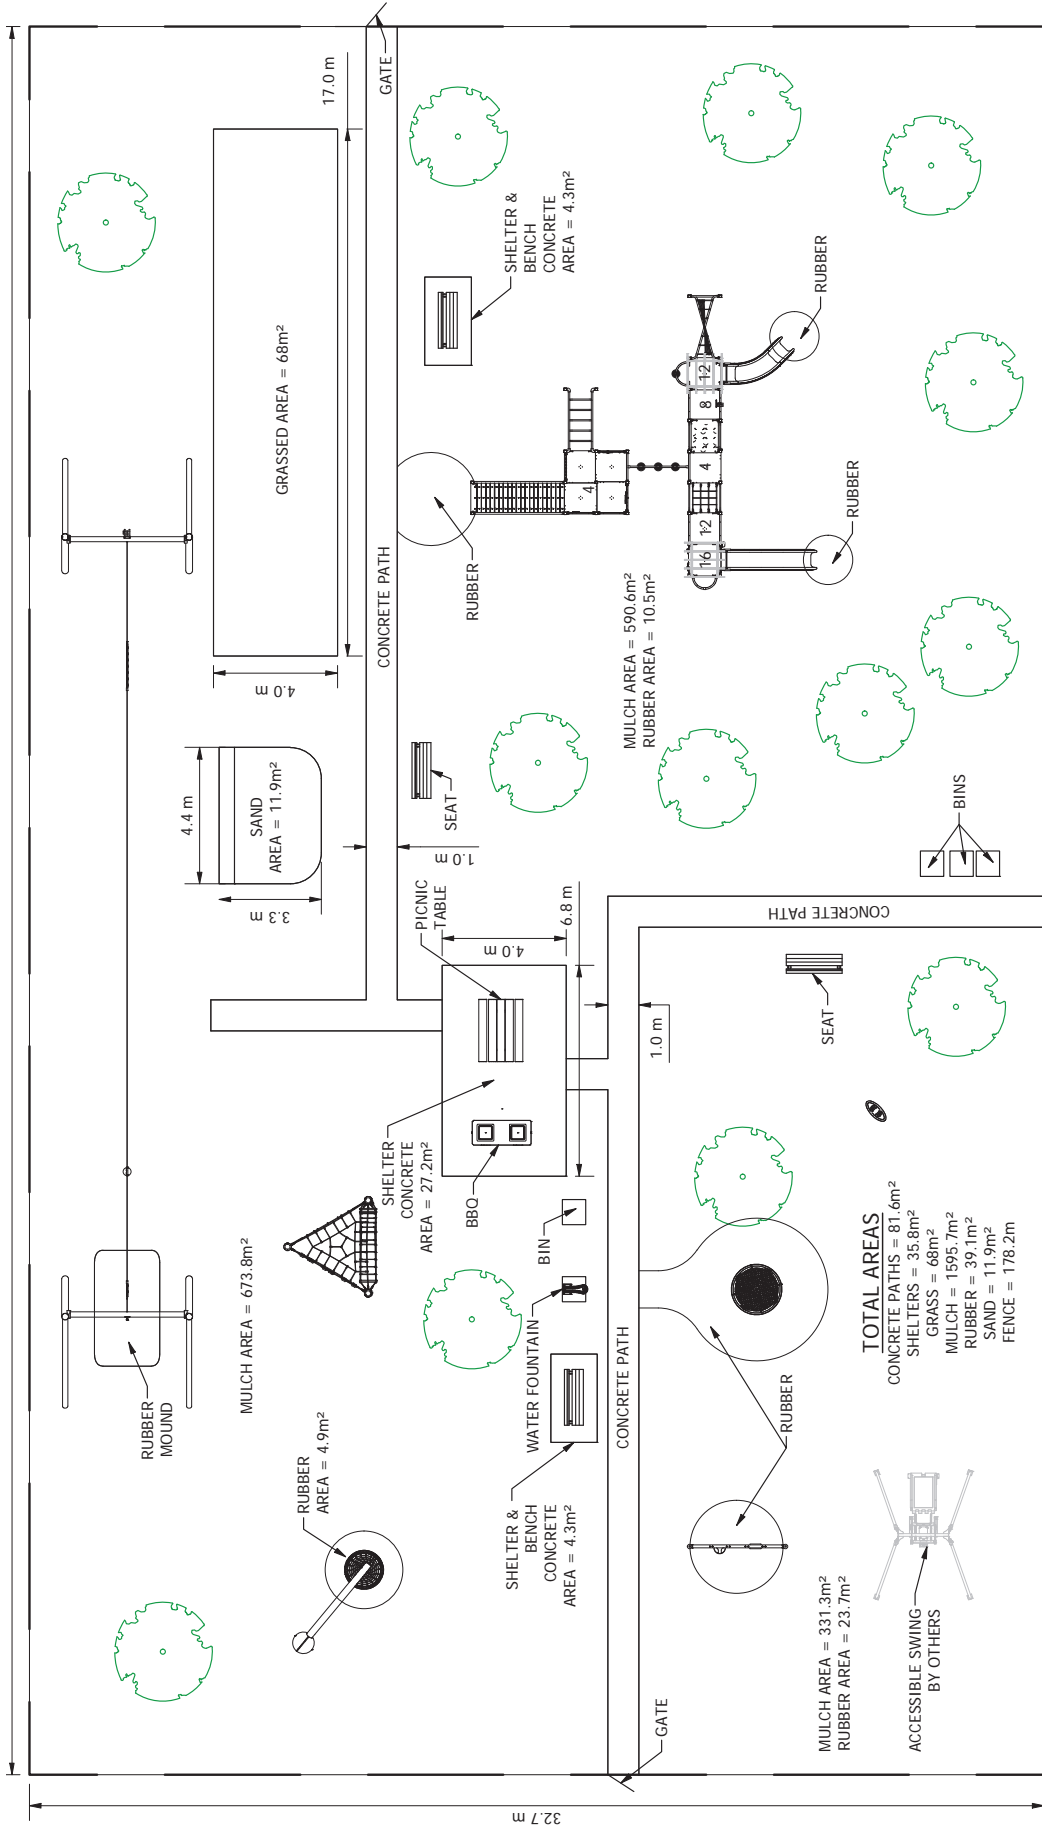 17.0 m
GATE
GRASSED AREA = 68m²
4.0 m
SHELTER &
BENCH
CONCRETE
AREA = 4.3m²
RUBBER
12
8
4
12
16
4
RUBBER
RUBBER
CONCRETE PATH
MULCH AREA = 590.6m²
RUBBER AREA = 10.5m²
4.4 m
SAND
AREA = 11.9m²
3.3 m
SEAT
1.0 m
BINS
CONCRETE PATH
PICNIC
TABLE
4.0 m
6.8 m
SHELTER
CONCRETE
AREA = 27.2m²
BBQ
1.0 m
SEAT
BIN
WATER FOUNTAIN
MULCH AREA = 673.8m²
RUBBER
MOUND
RUBBER
AREA = 4.9m²
SHELTER &
BENCH
CONCRETE
AREA = 4.3m²
CONCRETE PATH
RUBBER
TOTAL AREAS
CONCRETE PATHS = 81.6m²
SHELTERS = 35.8m²
GRASS = 68m²
MULCH = 1595.7m²
RUBBER = 39.1m²
SAND = 11.9m²
FENCE = 178.2m
MULCH AREA = 331.3m²
RUBBER AREA = 23.7m²
ACCESSIBLE SWING
BY OTHERS
GATE
32.7 m